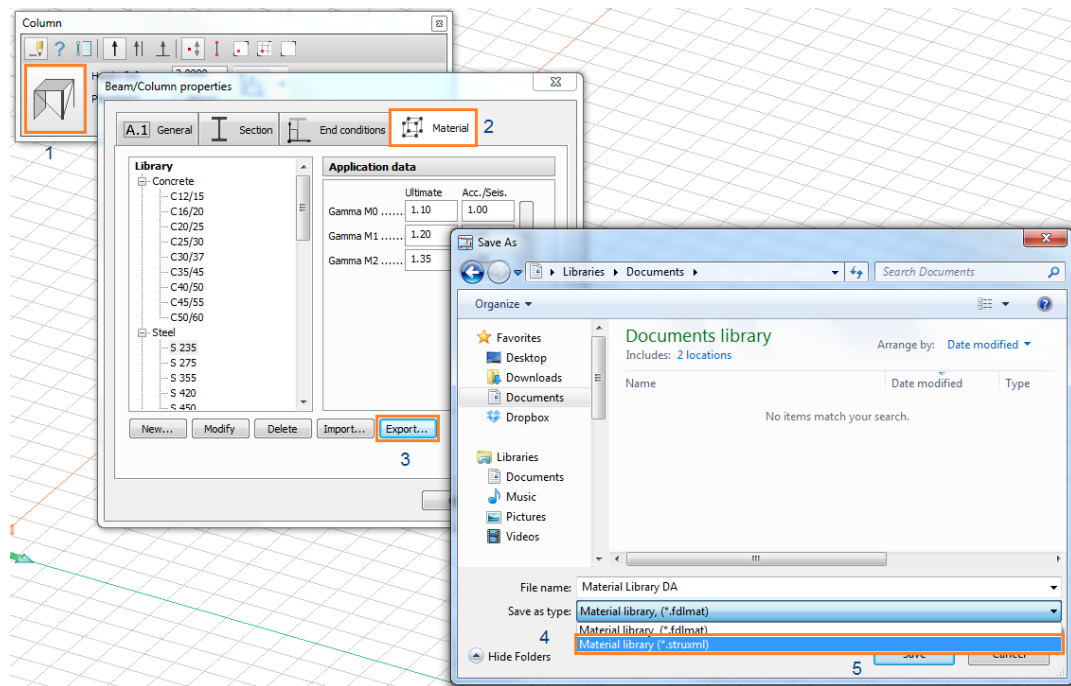 Column
3.0000
1
Beam/Column properties
A.1 General
Section
End conditions
Material
2
Library
Concrete
C12/15
C16/20
C20/25
C25/30
C30/37
C35/45
C40/50
C45/55
C50/60
Steel
S 235
S 275
S 355
S 420
S 450
Application data
Ultimate Acc./Seis.
Gamma M0 ...... 1.10 1.00
Gamma M1 ...... 1.20
Gamma M2 ...... 1.35
New... Modify Delete Import... Export...
3
Save As
Libraries Documents
Search Documents
Organize
Favorites
Desktop
Downloads
Documents
Dropbox
Libraries
Documents
Music
Pictures
Videos
Documents library
Includes: 2 locations
Arrange by: Date modified
Name Date modified Type
No items match your search.
File name: Material Library DA
Save as type: Material library, (*.fdlmat)
Material library, (*.fdlmat)
Material library (*.struxml)
4
Hide Folders
Save Cancel
5